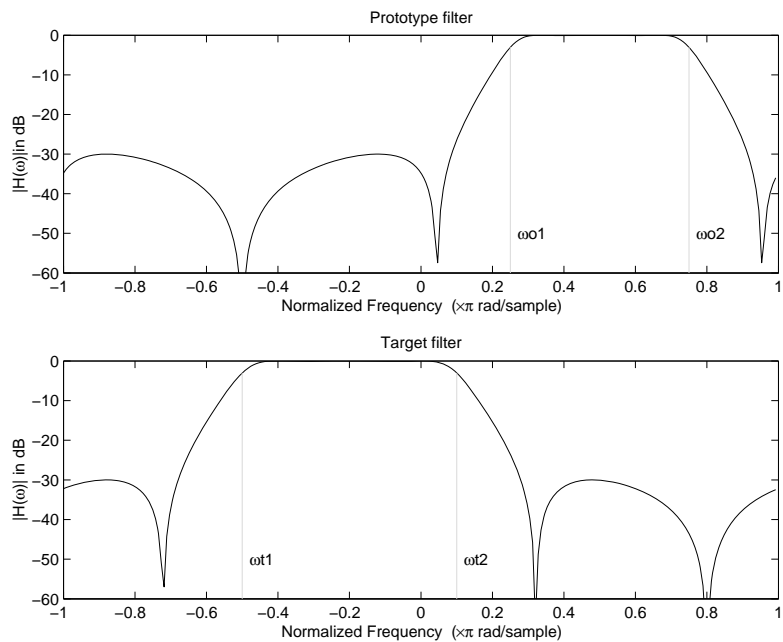 Prototype filter
0
−10
−20
−30
−40
−50
−60
|H(ω)|in dB
ωo1
ωo2
−1 −0.8 −0.6 −0.4 −0.2 0 0.2 0.4 0.6 0.8 1
Normalized Frequency (×π rad/sample)
Target filter
0
−10
−20
−30
−40
−50
−60
|H(ω)| in dB
ωt1
ωt2
−1 −0.8 −0.6 −0.4 −0.2 0 0.2 0.4 0.6 0.8 1
Normalized Frequency (×π rad/sample)